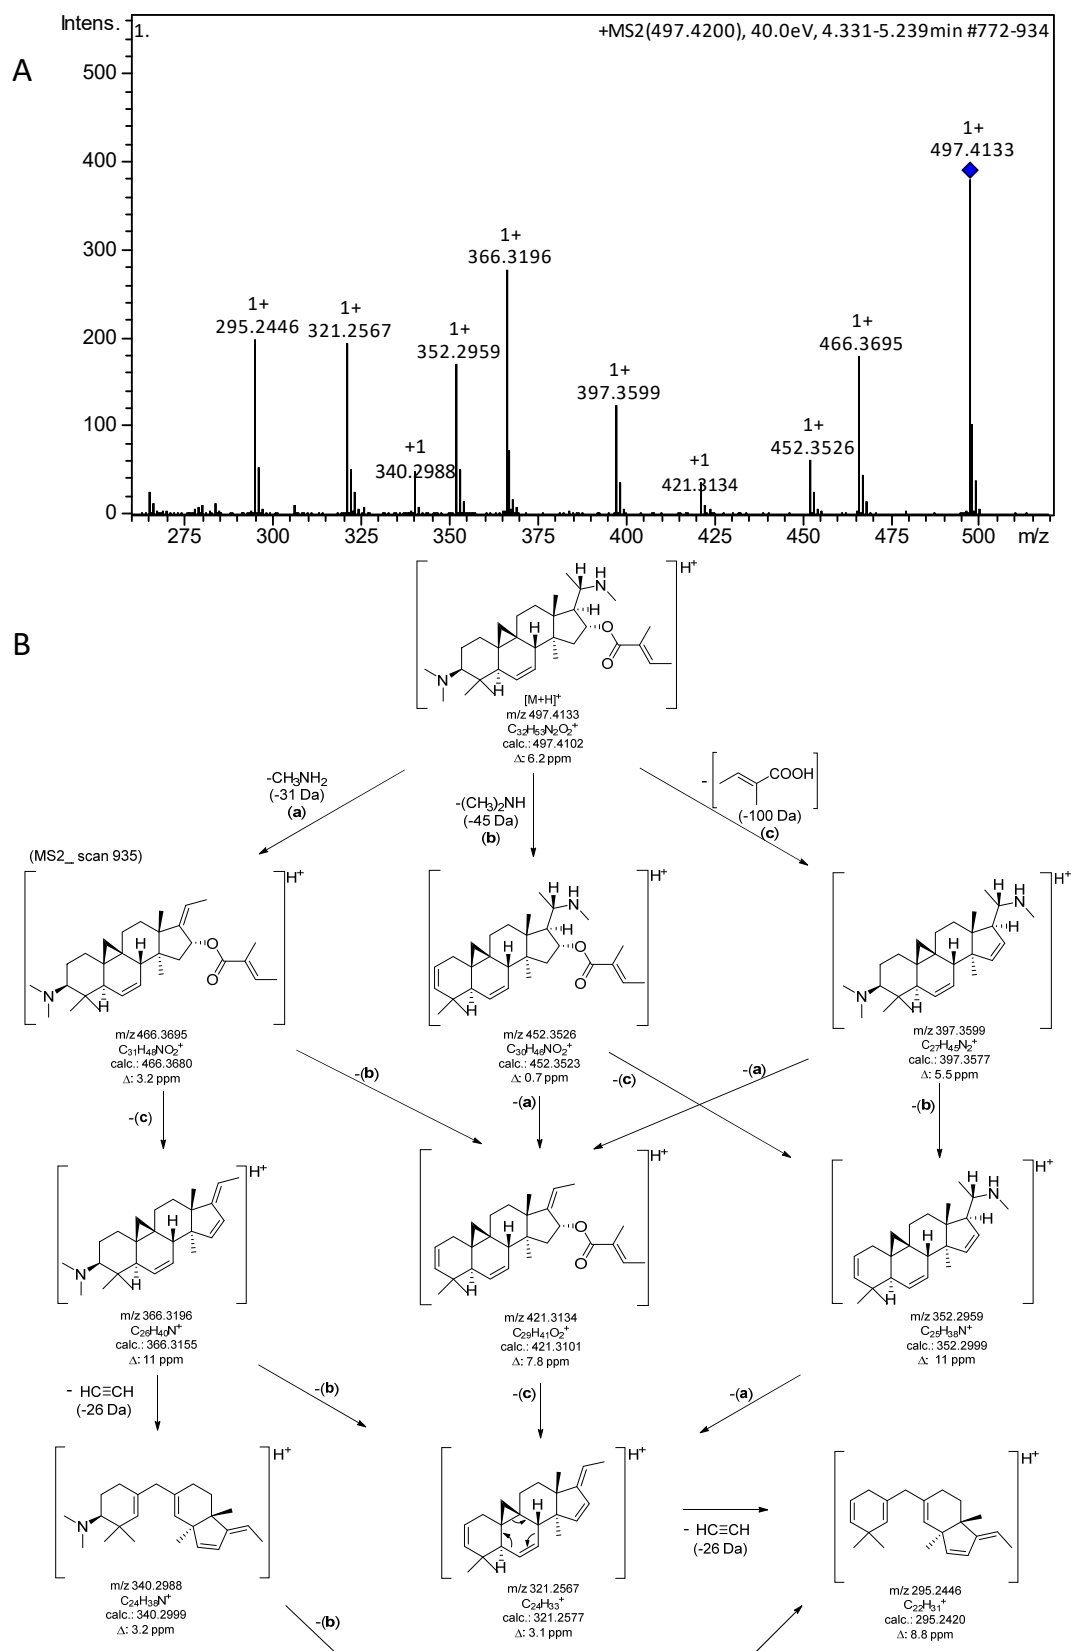 A
Intens.
1.
+MS2(497.4200), 40.0eV, 4.331-5.239min #772-934
500
400
300
200
100
0
1+
497.4133
1+
366.3196
1+
295.2446
1+
321.2567
1+
352.2959
1+
466.3695
1+
397.3599
1+
452.3526
+1
340.2988
+1
421.3134
275
300
325
350
375
400
425
450
475
500
m/z
B
H+
H
N
H
H
H
O
O
N
H
[M+H]+
m/z 497.4133
C32H53N2O2+
calc.: 497.4102
Δ: 6.2 ppm
-CH3NH2
(-31 Da)
(a)
-(CH3)2NH
(-45 Da)
(b)
-
COOH
(-100 Da)
(c)
(MS2_ scan 935)
H+
H
O
O
N
H
m/z 466.3695
C31H48NO2+
calc.: 466.3680
Δ: 3.2 ppm
H+
H
H
N
H
H
O
O
H
m/z 452.3526
C30H46NO2+
calc.: 452.3523
Δ: 0.7 ppm
H+
H
H
N
H
H
N
H
m/z 397.3599
C27H45N2+
calc.: 397.3577
Δ: 5.5 ppm
-(b)
-(c)
-(a)
-(c)
-(a)
-(b)
H+
H
N
H
m/z 366.3196
C26H40N+
calc.: 366.3155
Δ: 11 ppm
H+
H
O
O
H
m/z 421.3134
C29H41O2+
calc.: 421.3101
Δ: 7.8 ppm
H+
H
H
N
H
H
H
m/z 352.2959
C25H38N+
calc.: 352.2999
Δ: 11 ppm
- HC≡CH
(-26 Da)
-(b)
-(c)
-(a)
H+
N
m/z 340.2988
C24H38N+
calc.: 340.2999
Δ: 3.2 ppm
H+
H
H
m/z 321.2567
C24H33+
calc.: 321.2577
Δ: 3.1 ppm
- HC≡CH
(-26 Da)
H+
m/z 295.2446
C22H31+
calc.: 295.2420
Δ: 8.8 ppm
-(b)